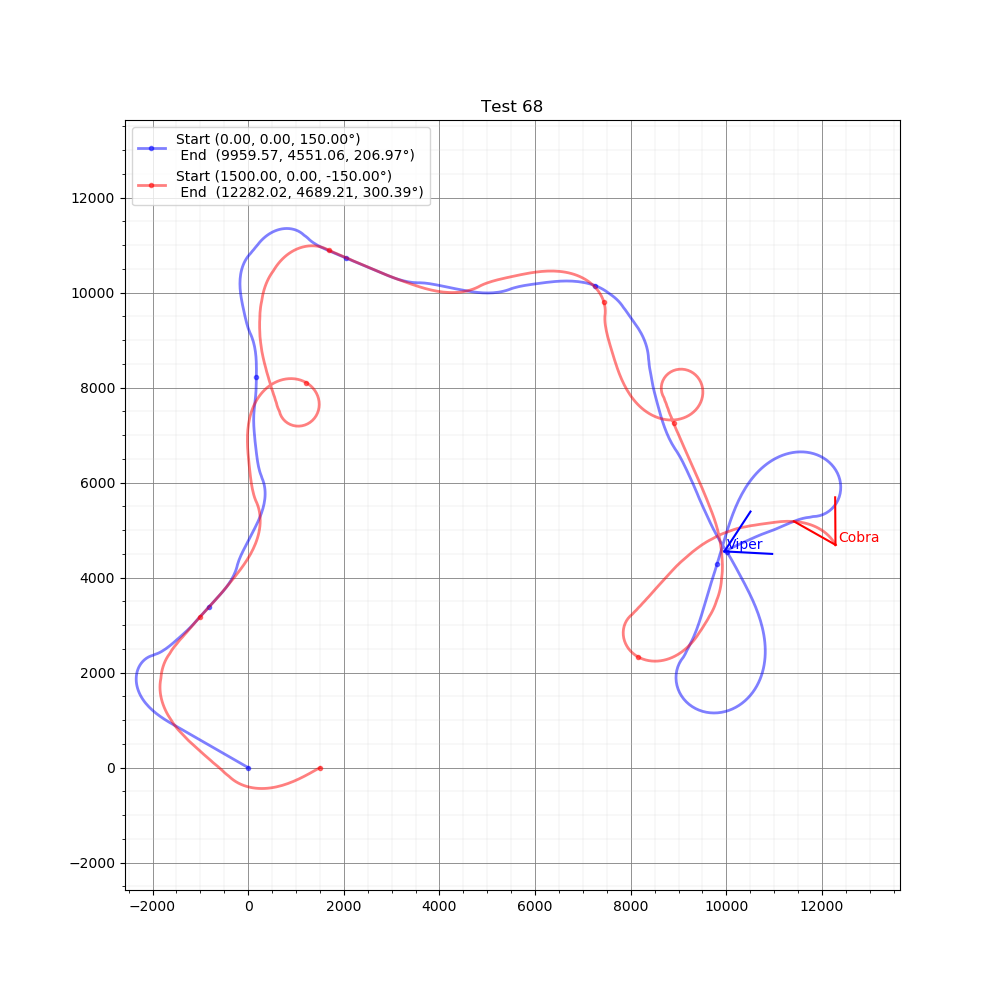 Test 68
Start (0.00, 0.00, 150.00°)
End (9959.57, 4551.06, 206.97°)
Start (1500.00, 0.00, -150.00°)
End (12282.02, 4689.21, 300.39°)
12000
10000
8000
6000
4000
2000
0
−2000
Viper
Cobra
−2000 0 2000 4000 6000 8000 10000 12000